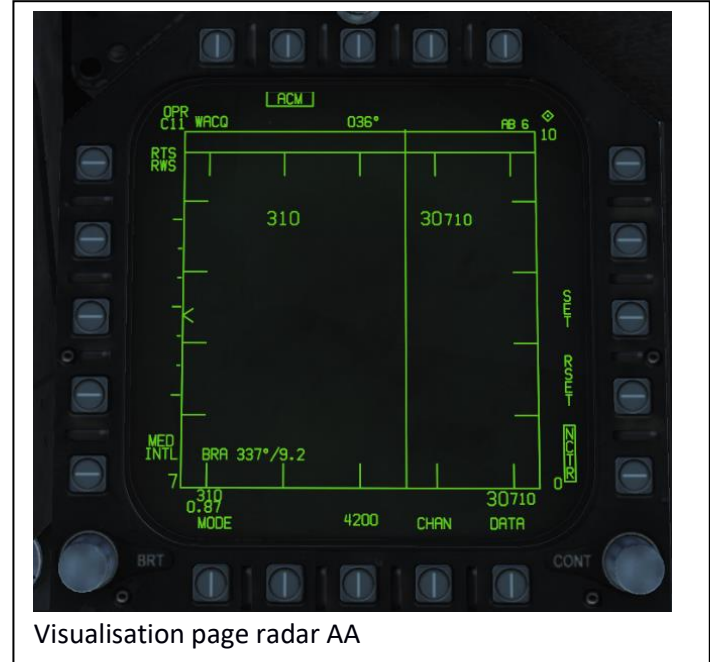 ACM
OPR
C11 WACQ 036° AB 6
10
RTS
RWS
310 30710
SET
RSET
NCTR
MED
INTL
BRA 337°/9.2
7 0
310 30710
0.87
MODE 4200 CHAN DATA
BRT CONT
Visualisation page radar AA